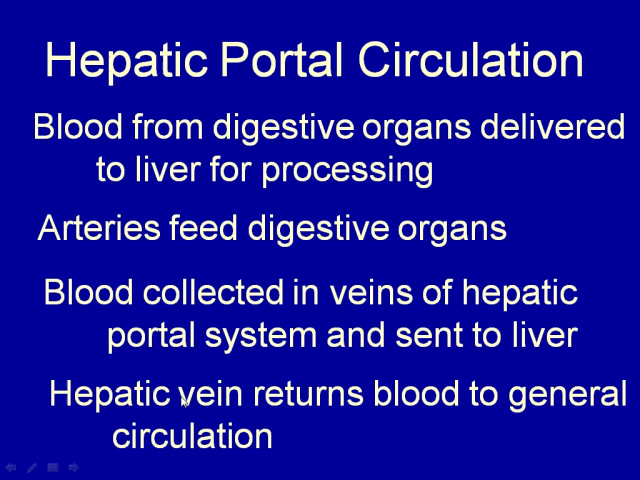 Hepatic Portal Circulation
Blood from digestive organs delivered
to liver for processing
Arteries feed digestive organs
Blood collected in veins of hepatic
portal system and sent to liver
Hepatic vein returns blood to general
circulation